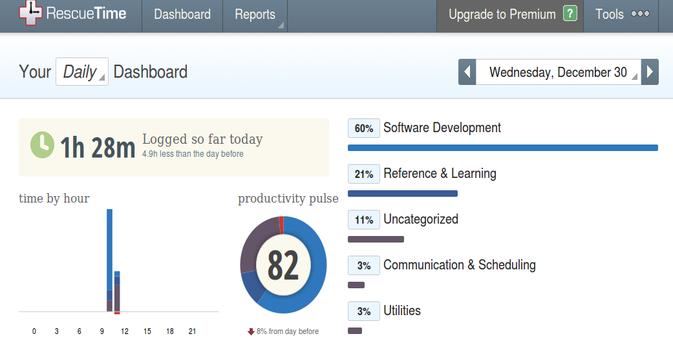 RescueTime Dashboard Reports Upgrade to Premium ? Tools
Your Daily Dashboard
Wednesday, December 30
1h 28m Logged so far today
4.9h less than the day before
time by hour
0 3 6 9 12 15 18 21
productivity pulse
82
8% from day before
60% Software Development
21% Reference & Learning
11% Uncategorized
3% Communication & Scheduling
3% Utilities